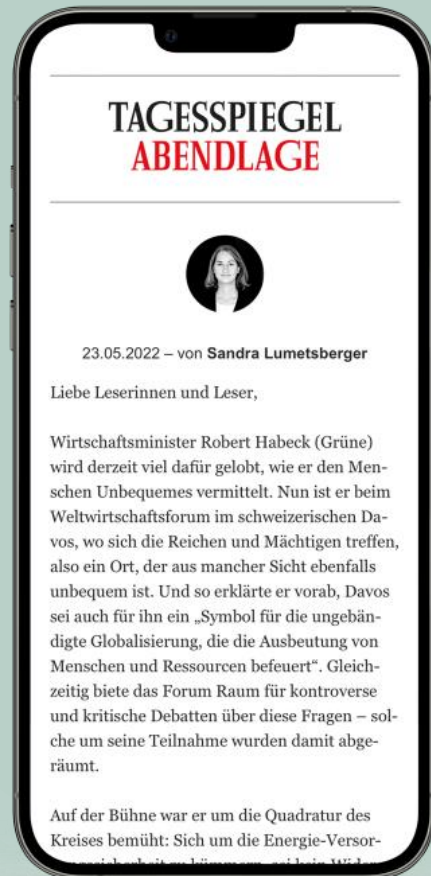 TAGESSPIEGEL
ABENDLAGE
23.05.2022 – von Sandra Lumetsberger
Liebe Leserinnen und Leser,
Wirtschaftsminister Robert Habeck (Grüne)
wird derzeit viel dafür gelobt, wie er den Men-
schen Unbequemes vermittelt. Nun ist er beim
Weltwirtschaftsforum im schweizerischen Da-
vos, wo sich die Reichen und Mächtigen treffen,
also ein Ort, der aus mancher Sicht ebenfalls
unbequem ist. Und so erklärte er vorab, Davos
sei auch für ihn ein „Symbol für die ungebän-
digte Globalisierung, die die Ausbeutung von
Menschen und Ressourcen befeuert“. Gleich-
zeitig biete das Forum Raum für kontroverse
und kritische Debatten über diese Fragen – sol-
che um seine Teilnahme wurden damit abge-
räumt.
Auf der Bühne war er um die Quadratur des
Kreises bemüht: Sich um die Energie-Versor-